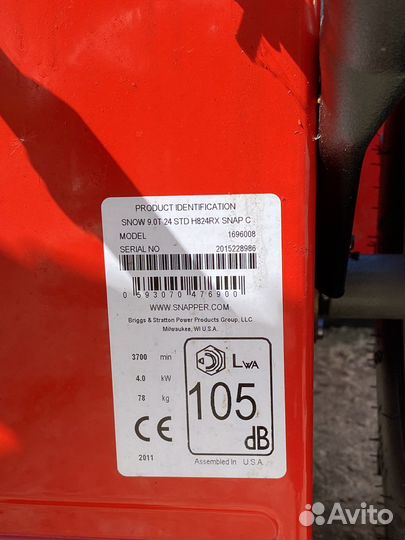 PRODUCT IDENTIFICATION
SNOW 9.0T 24 STD H824RX SNAP C
MODEL 1696008
SERIAL NO 2015228986
0 593070 476900
WWW.SNAPPER.COM
Briggs & Stratton Power Products Group, LLC
Milwaukee, WI U.S.A.
3700 min⁻¹
4.0 kW
78 kg
CE
2011
LWA
105
dB
Assembled In U.S.A.
Avito